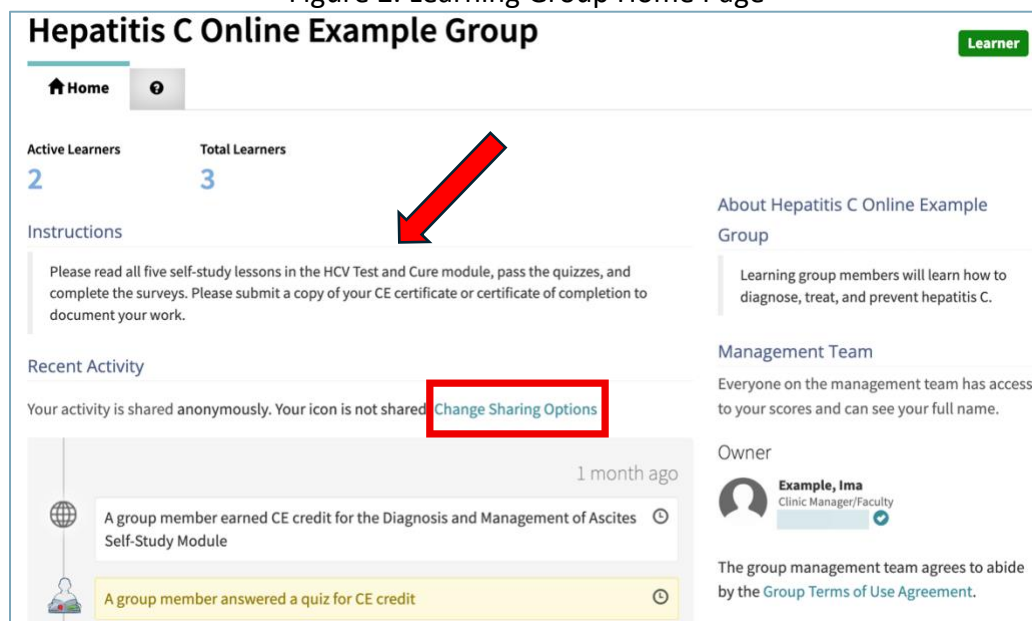 Figure 2. Learning Group Home Page
Hepatitis C Online Example Group
Learner
Home
Active Learners
Total Learners
2
3
Instructions
Please read all five self-study lessons in the HCV Test and Cure module, pass the quizzes, and
complete the surveys. Please submit a copy of your CE certificate or certificate of completion to
document your work.
Recent Activity
Your activity is shared anonymously. Your icon is not shared Change Sharing Options
1 month ago
A group member earned CE credit for the Diagnosis and Management of Ascites
Self-Study Module
A group member answered a quiz for CE credit
About Hepatitis C Online Example
Group
Learning group members will learn how to
diagnose, treat, and prevent hepatitis C.
Management Team
Everyone on the management team has access
to your scores and can see your full name.
Owner
Example, Ima
Clinic Manager/Faculty
The group management team agrees to abide
by the Group Terms of Use Agreement.